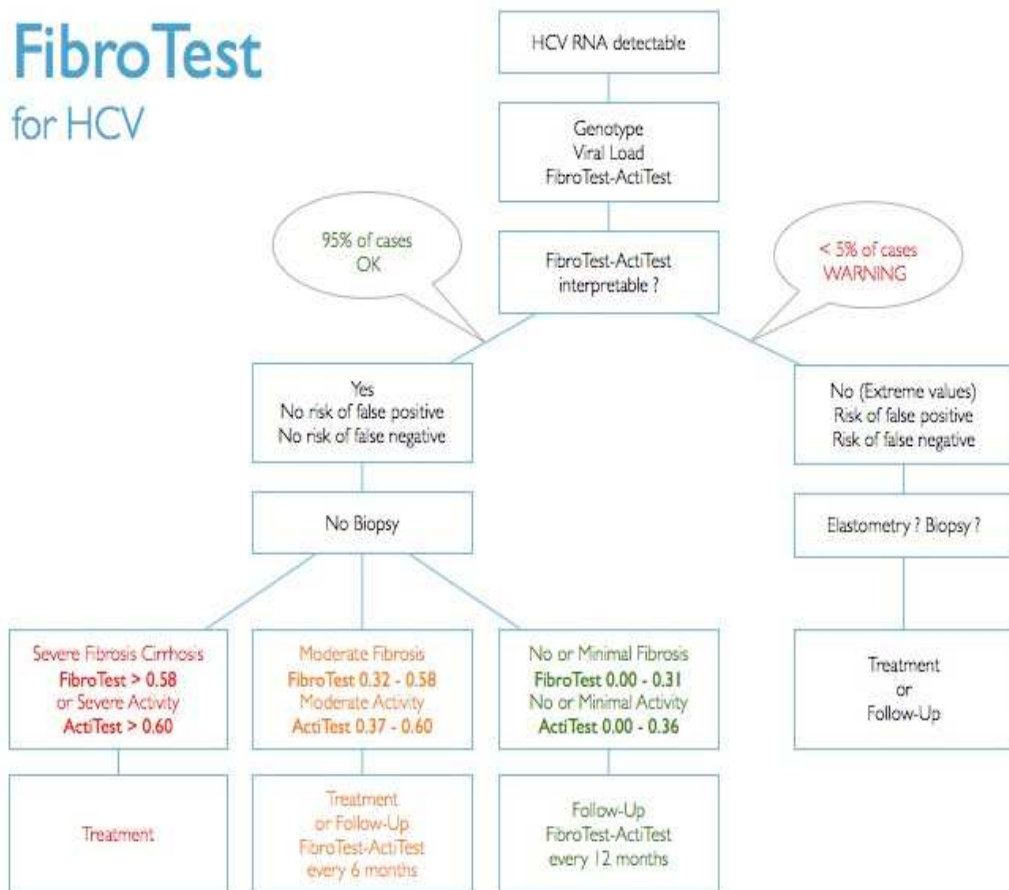 FibroTest
for HCV
HCV RNA detectable
Genotype
Viral Load
FibroTest-ActiTest
95% of cases
OK
FibroTest-ActiTest
interpretable ?
< 5% of cases
WARNING
Yes
No risk of false positive
No risk of false negative
No (Extreme values)
Risk of false positive
Risk of false negative
No Biopsy
Elastometry ? Biopsy ?
Severe Fibrosis Cirrhosis
FibroTest > 0.58
or Severe Activity
ActiTest > 0.60
Moderate Fibrosis
FibroTest 0.32 - 0.58
Moderate Activity
ActiTest 0.37 - 0.60
No or Minimal Fibrosis
FibroTest 0.00 - 0.31
No or Minimal Activity
ActiTest 0.00 - 0.36
Treatment
or
Follow-Up
Treatment
Treatment
or Follow-Up
FibroTest-ActiTest
every 6 months
Follow-Up
FibroTest-ActiTest
every 12 months